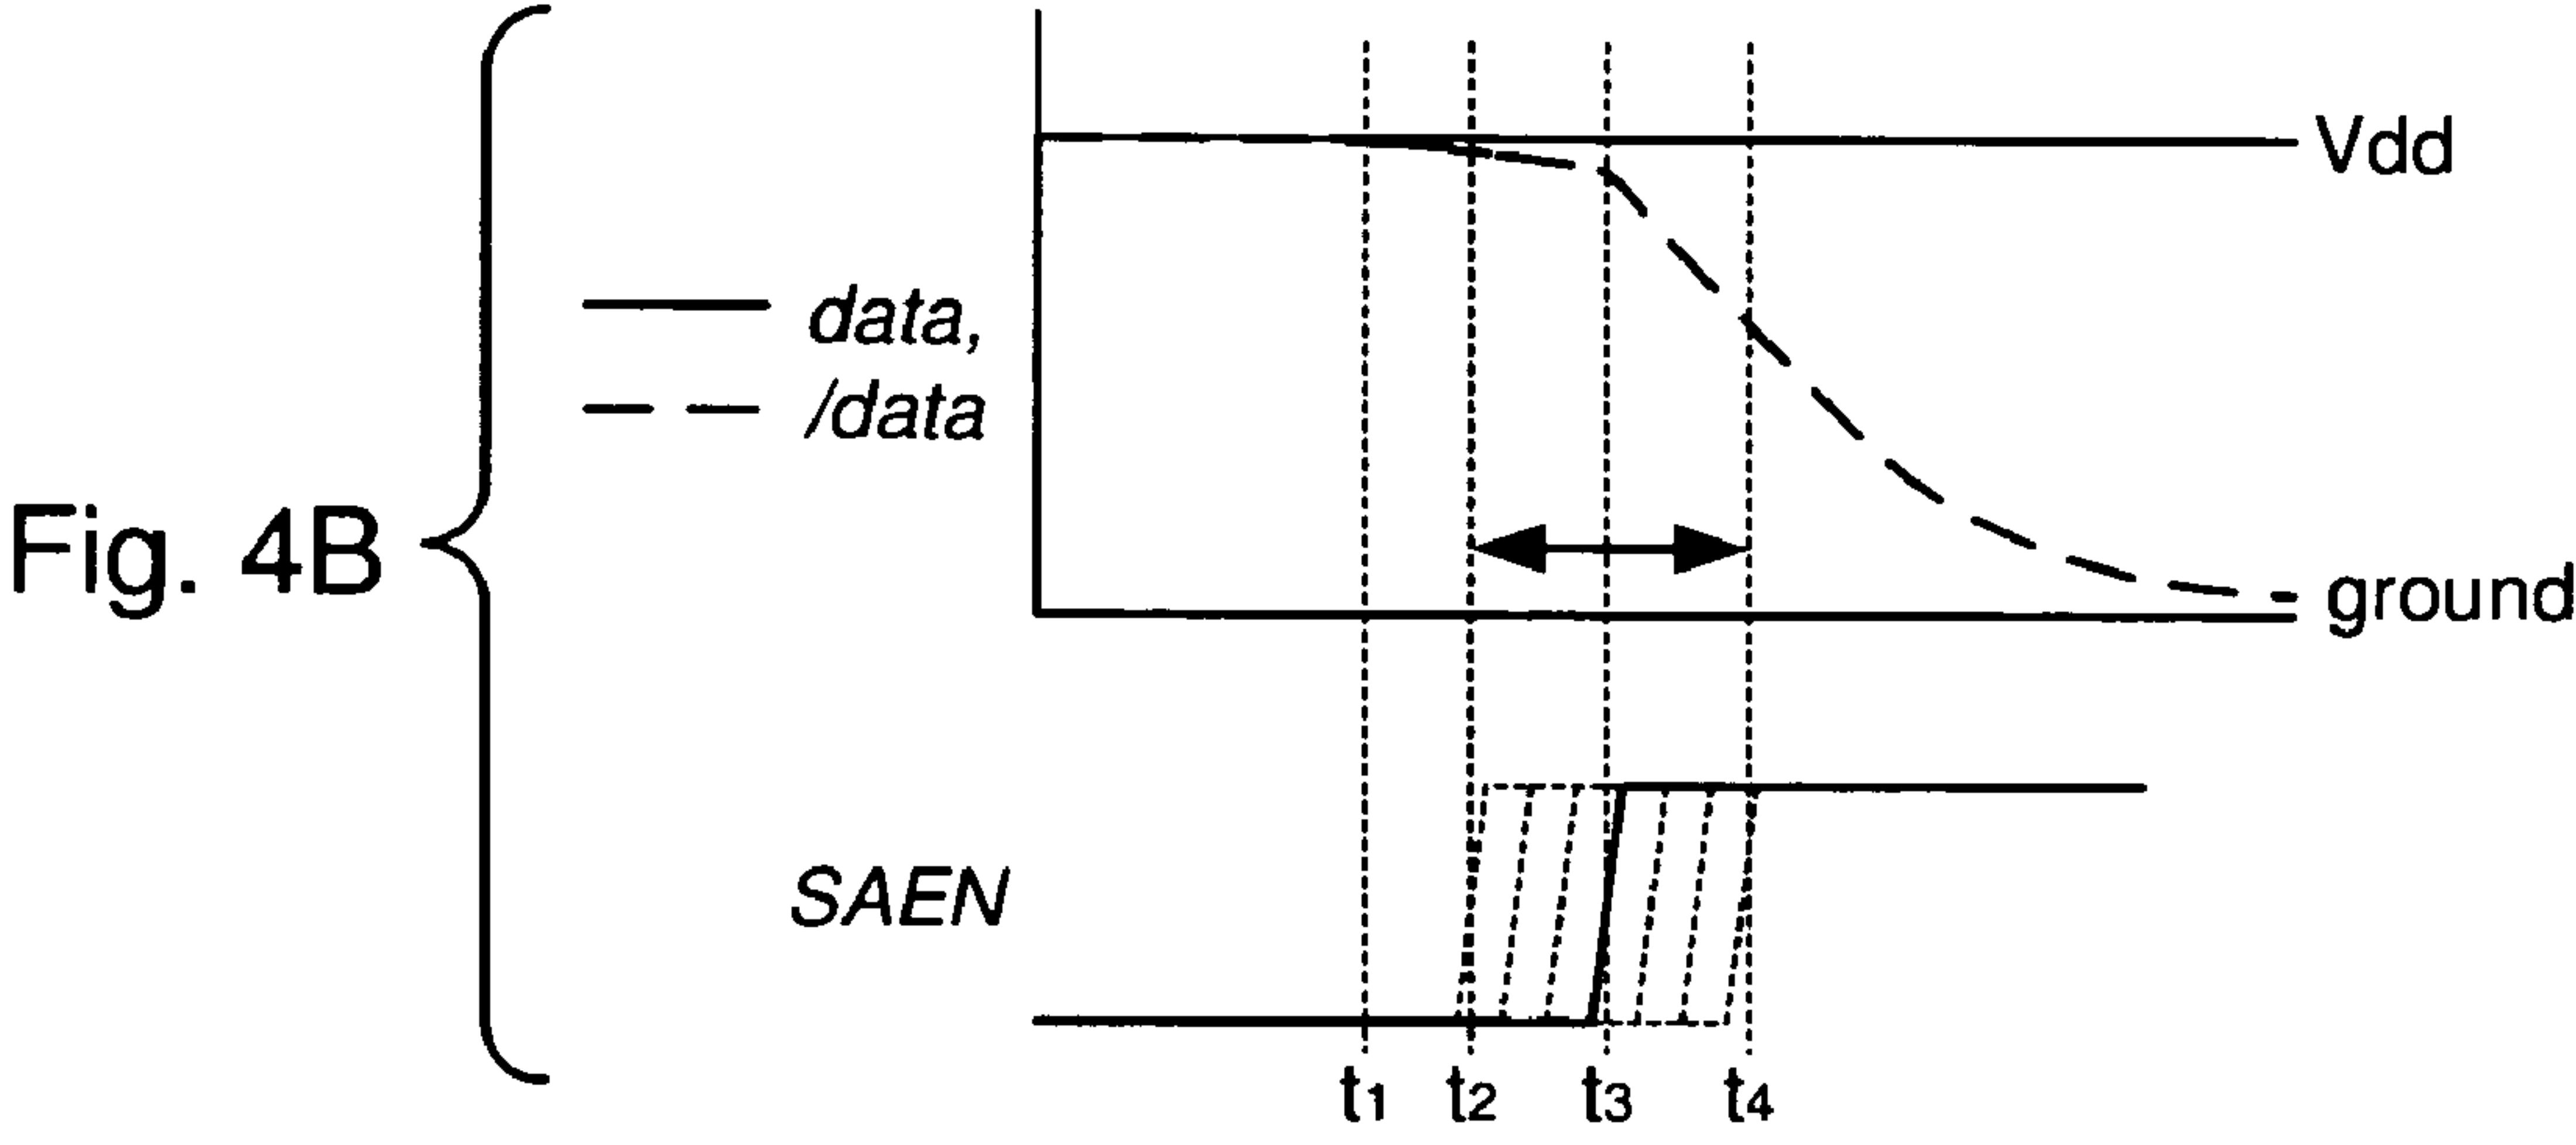 Vdd
data,
/data
Fig. 4B
ground
SAEN
t1 t2 t3 t4